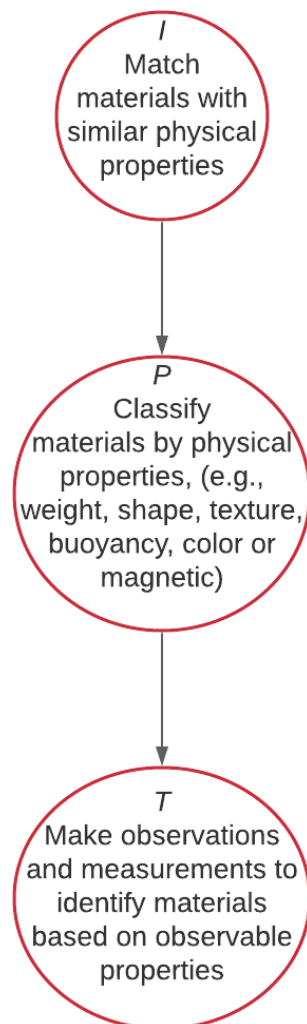 I
Match
materials with
similar physical
properties
P
Classify
materials by physical
properties, (e.g.,
weight, shape, texture,
buoyancy, color or
magnetic)
T
Make observations
and measurements to
identify materials
based on observable
properties